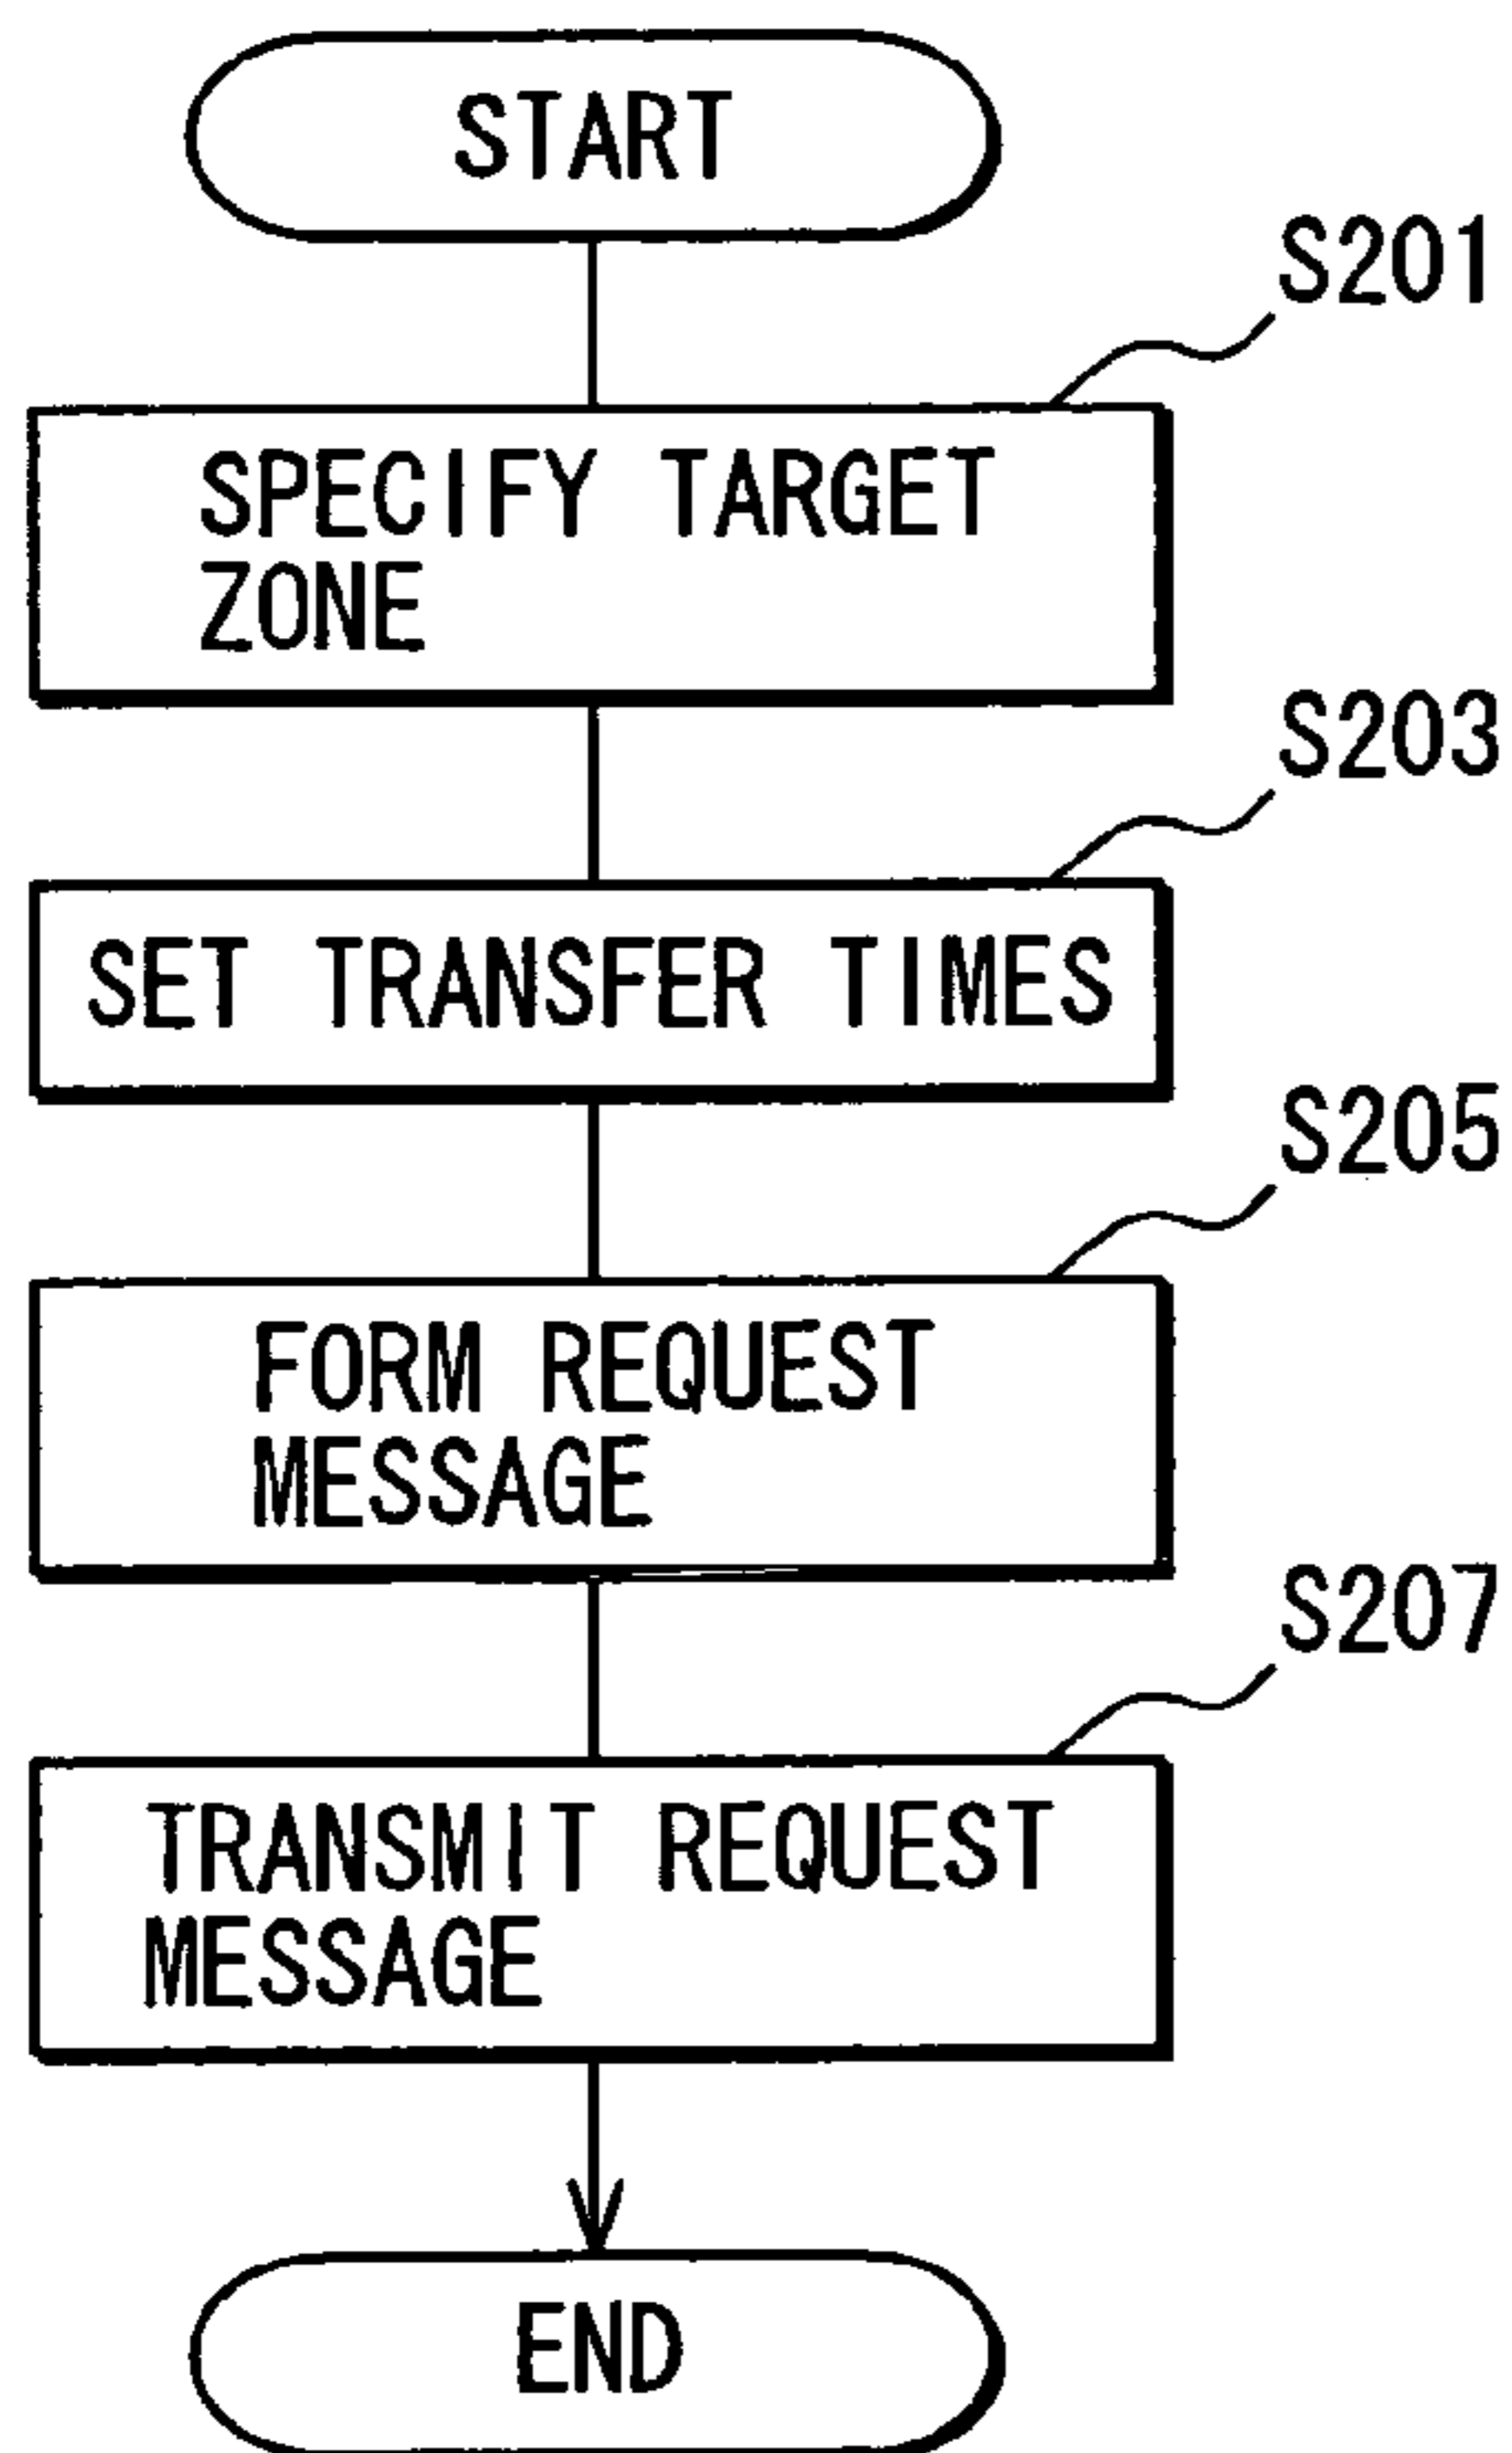 START
S201
SPECIFY TARGET
ZONE
S203
SET TRANSFER TIMES
S205
FORM REQUEST
MESSAGE
S207
TRANSMIT REQUEST
MESSAGE
END